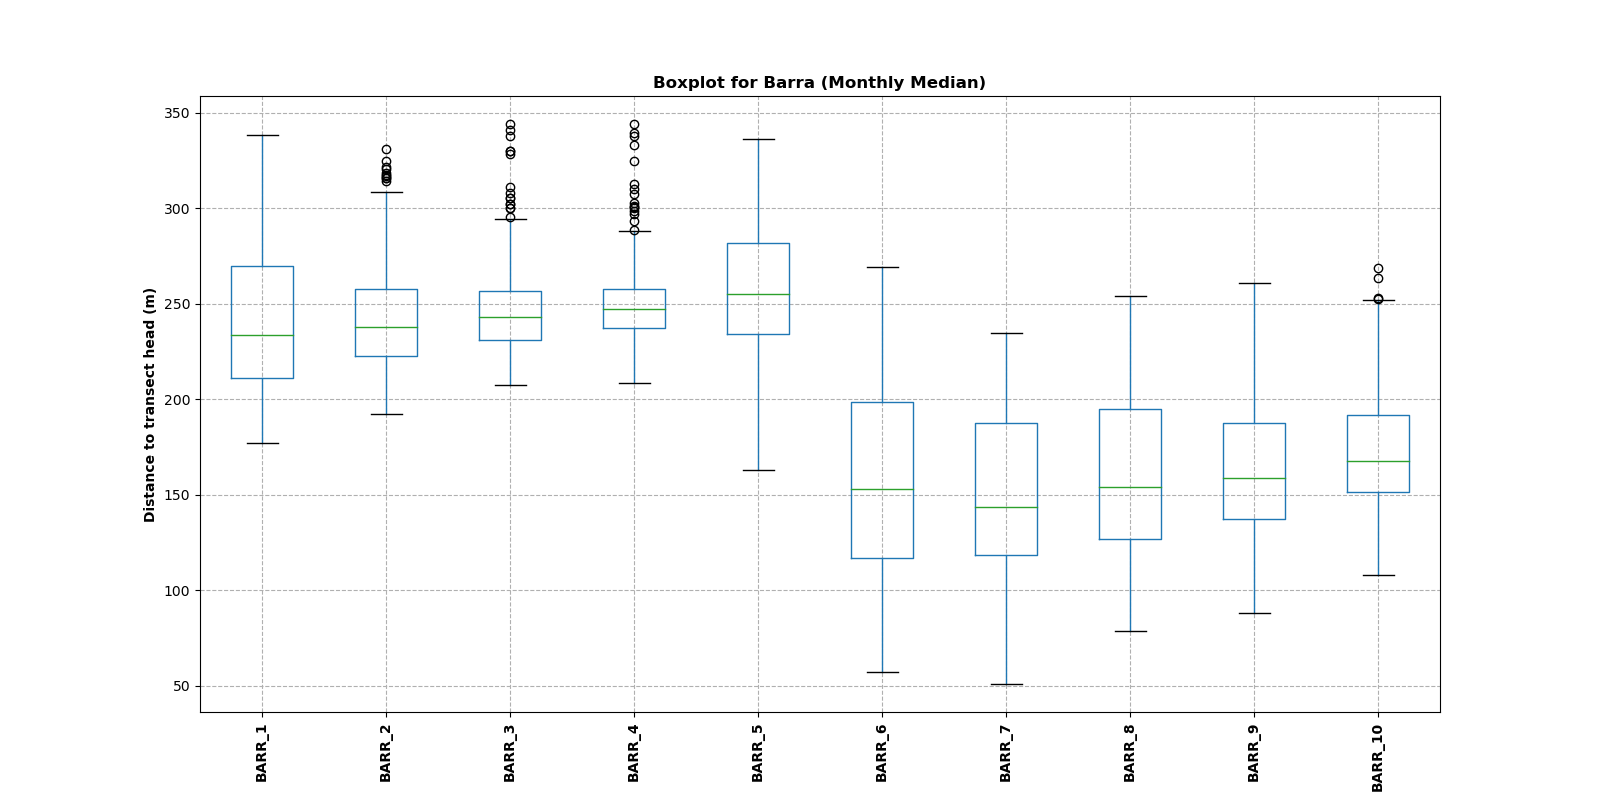 Boxplot for Barra (Monthly Median)
Distance to transect head (m)
350
300
250
200
150
100
50
BARR_1
BARR_2
BARR_3
BARR_4
BARR_5
BARR_6
BARR_7
BARR_8
BARR_9
BARR_10